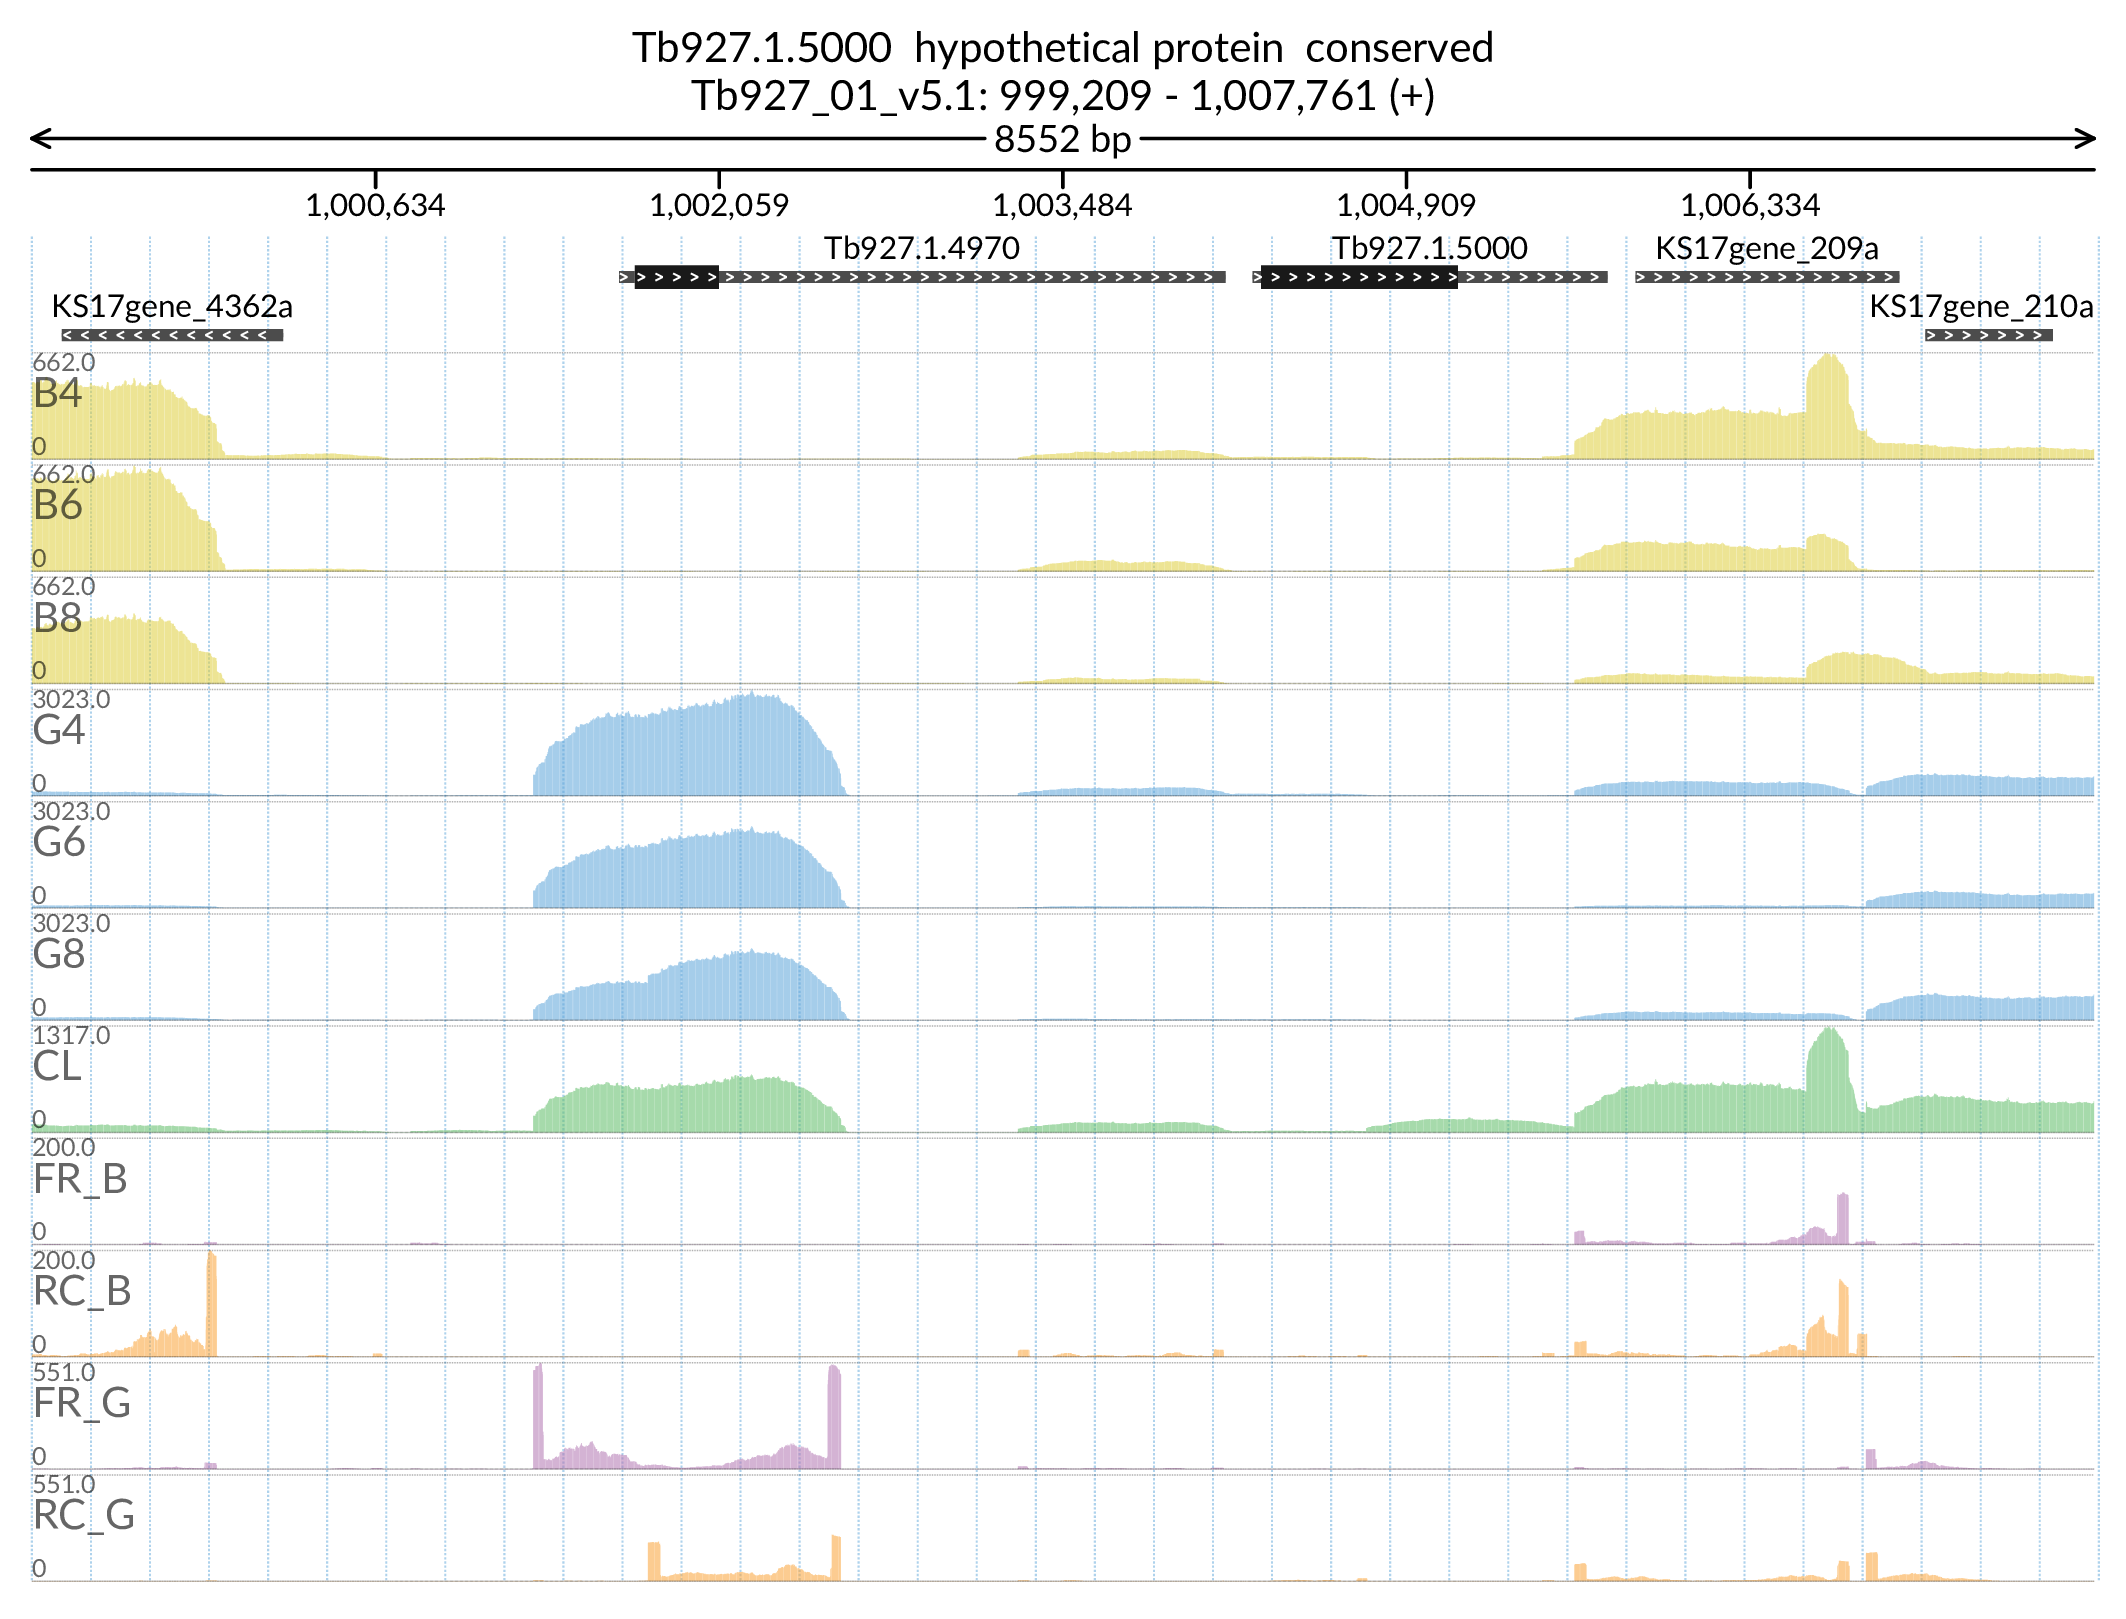 Tb927.1.5000  hypothetical protein  conserved
Tb927_01_v5.1: 999,209 - 1,007,761 (+)
8552 bp
1,000,634 1,002,059 1,003,484 1,004,909 1,006,334
Tb927.1.4970 Tb927.1.5000 KS17gene_209a
KS17gene_4362a KS17gene_210a
662.0
B4
0
662.0
B6
0
662.0
B8
0
3023.0
G4
0
3023.0
G6
0
3023.0
G8
0
1317.0
CL
0
200.0
FR_B
0
200.0
RC_B
0
551.0
FR_G
0
551.0
RC_G
0